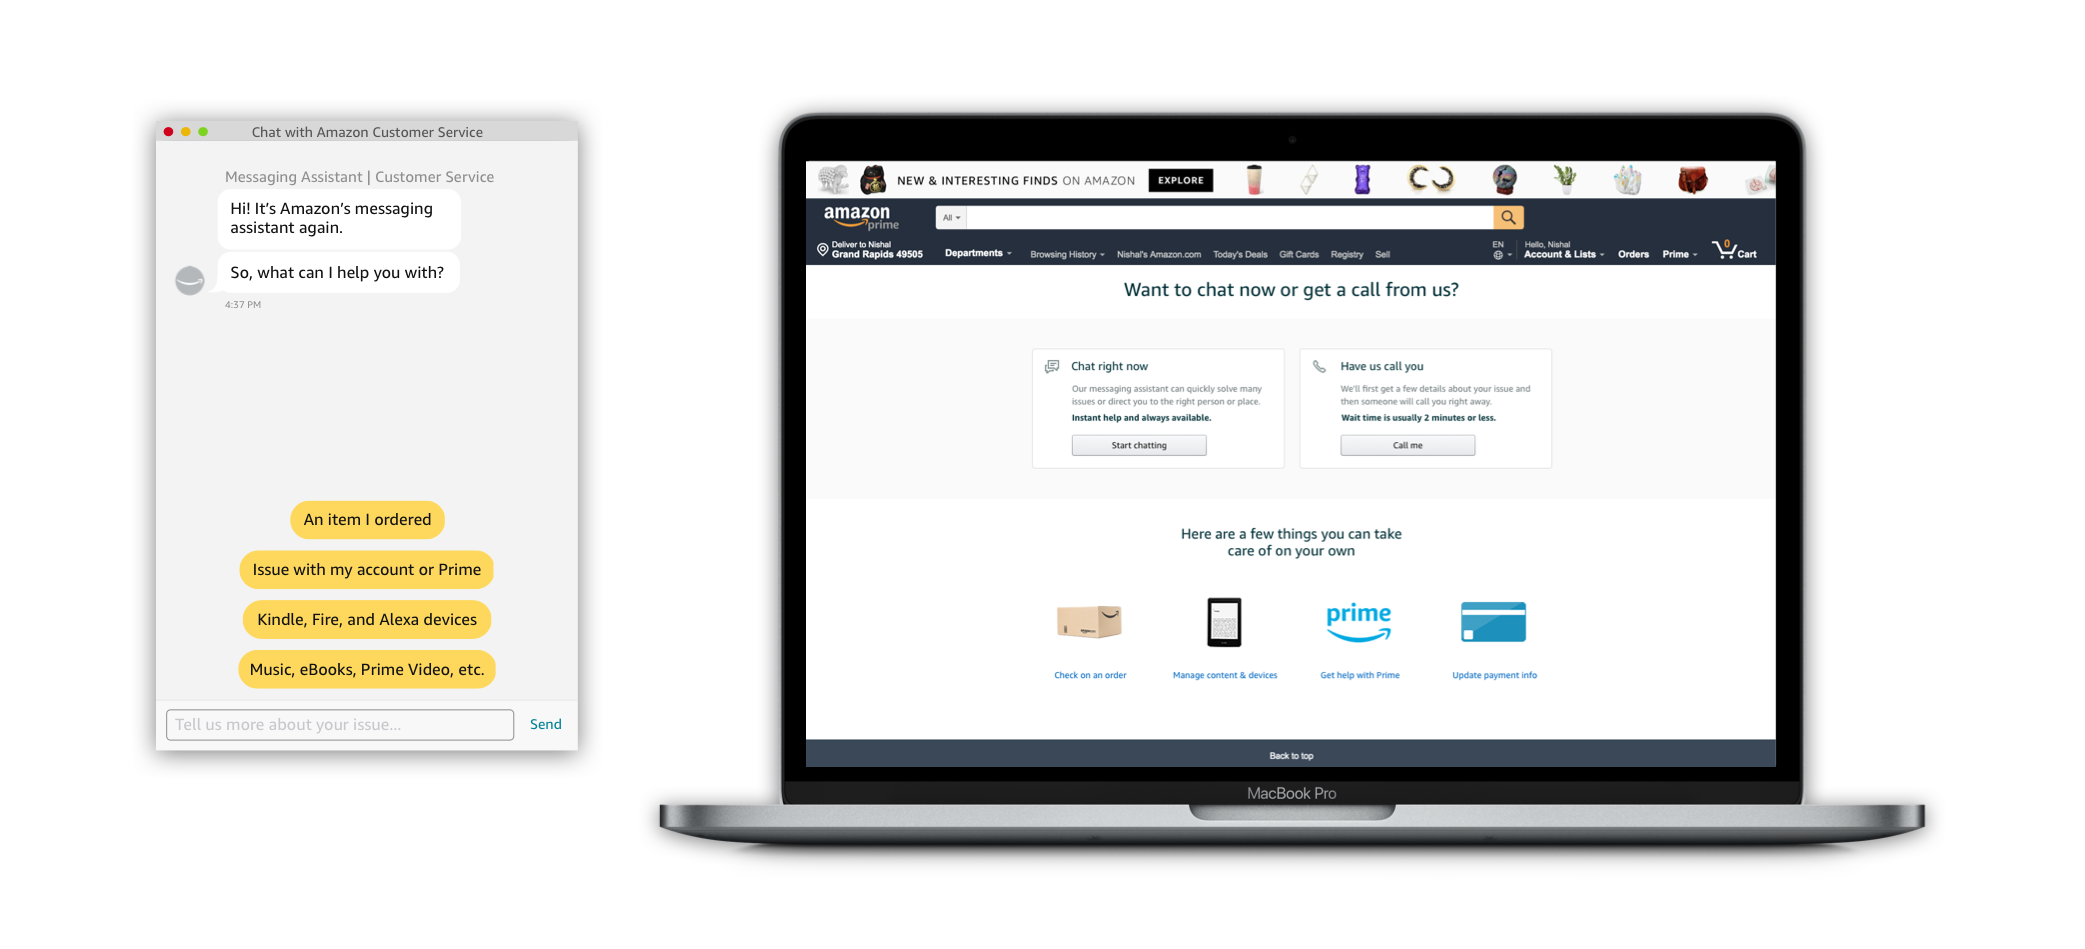 Chat with Amazon Customer Service
Messaging Assistant | Customer Service
Hi! It's Amazon's messaging
assistant again.
So, what can I help you with?
4:37 PM
An item I ordered
Issue with my account or Prime
Kindle, Fire, and Alexa devices
Music, eBooks, Prime Video, etc.
Tell us more about your issue...
Send
NEW & INTERESTING FINDS ON AMAZON EXPLORE
amazon
prime
All
Deliver to Nishal
Grand Rapids 49505
Departments
Browsing History
Nishal's Amazon.com
Today's Deals
Gift Cards
Registry
Sell
EN
Hello, Nishal
Account & Lists
Orders
Prime
0
Cart
Want to chat now or get a call from us?
Chat right now
Our messaging assistant can quickly solve many
issues or direct you to the right person or place.
Instant help and always available.
Start chatting
Have us call you
We'll first get a few details about your issue and
then someone will call you right away.
Wait time is usually 2 minutes or less.
Call me
Here are a few things you can take
care of on your own
prime
Check on an order
Manage content & devices
Get help with Prime
Update payment info
Back to top
MacBook Pro